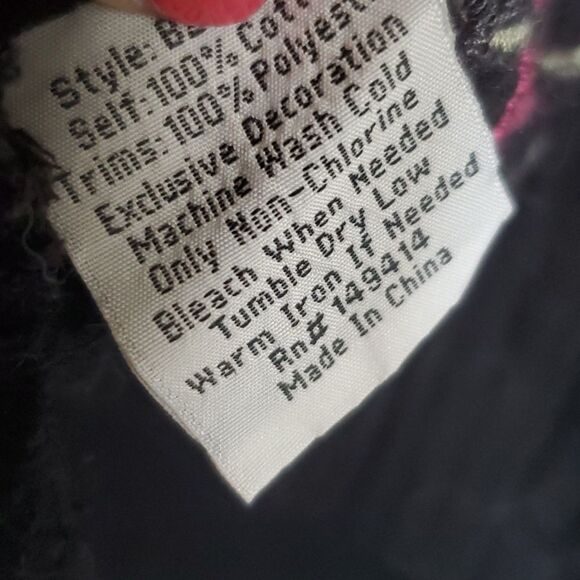 Style:
Self:100%
Trims:100%Polyest
Exclusive Decoration
Machine Wash Cold
Only Non-Chlorine
Bleach When Needed
Tumble Dry Low
Warm Iron If Needed
Rn# 149414
Made In China